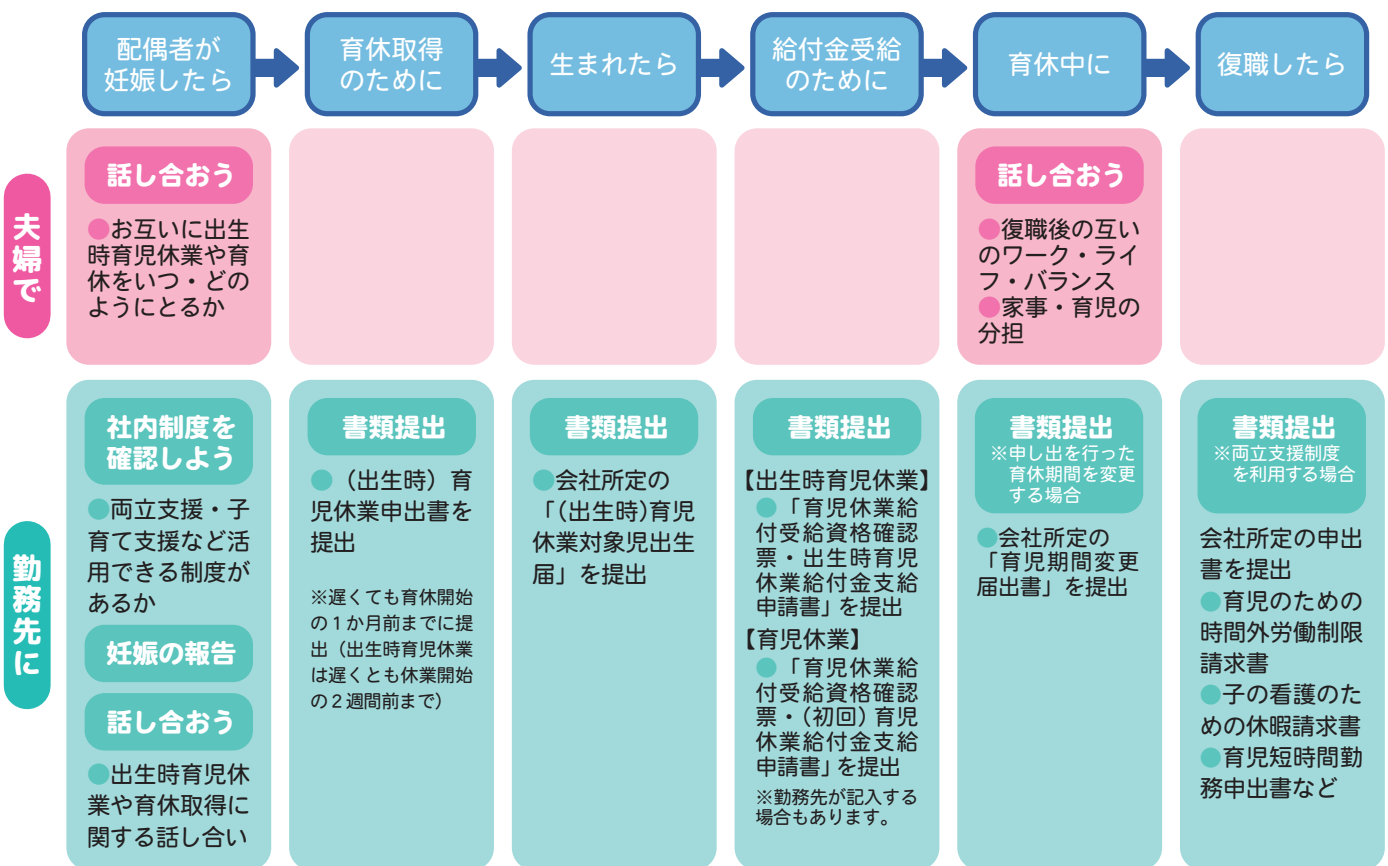 配偶者が
妊娠したら
育休取得
のために
生まれたら
給付金受給
のために
育休中に
復職したら
夫婦で
話し合おう
●お互いに出生
時育児休業や育
休をいつ・どの
ようにとるか
話し合おう
●復職後の互い
のワーク・ライ
フ・バランス
●家事・育児の
分担
勤務先に
社内制度を
確認しよう
●両立支援・子
育て支援など活
用できる制度が
あるか
妊娠の報告
話し合おう
●出生時育児休
業や育休取得に
関する話し合い
書類提出
●（出生時）育
児休業申出書を
提出
※遅くても育休開始
の1か月前までに提
出（出生時育児休業
は遅くとも休業開始
の2週間前まで）
書類提出
●会社所定の
「(出生時)育児
休業対象児出生
届」を提出
書類提出
【出生時育児休業】
●「育児休業給
付受給資格確認
票・出生時育児
休業給付金支給
申請書」を提出
【育児休業】
●「育児休業給
付受給資格確認
票・（初回）育児
休業給付金支給
申請書」を提出
※勤務先が記入する
場合もあります。
書類提出
※申し出を行った
育休期間を変更
する場合
●会社所定の
「育児期間変更
届出書」を提出
書類提出
※両立支援制度
を利用する場合
会社所定の申出
書を提出
●育児のための
時間外労働制限
請求書
●子の看護のた
めの休暇請求書
●育児短時間勤
務申出書など